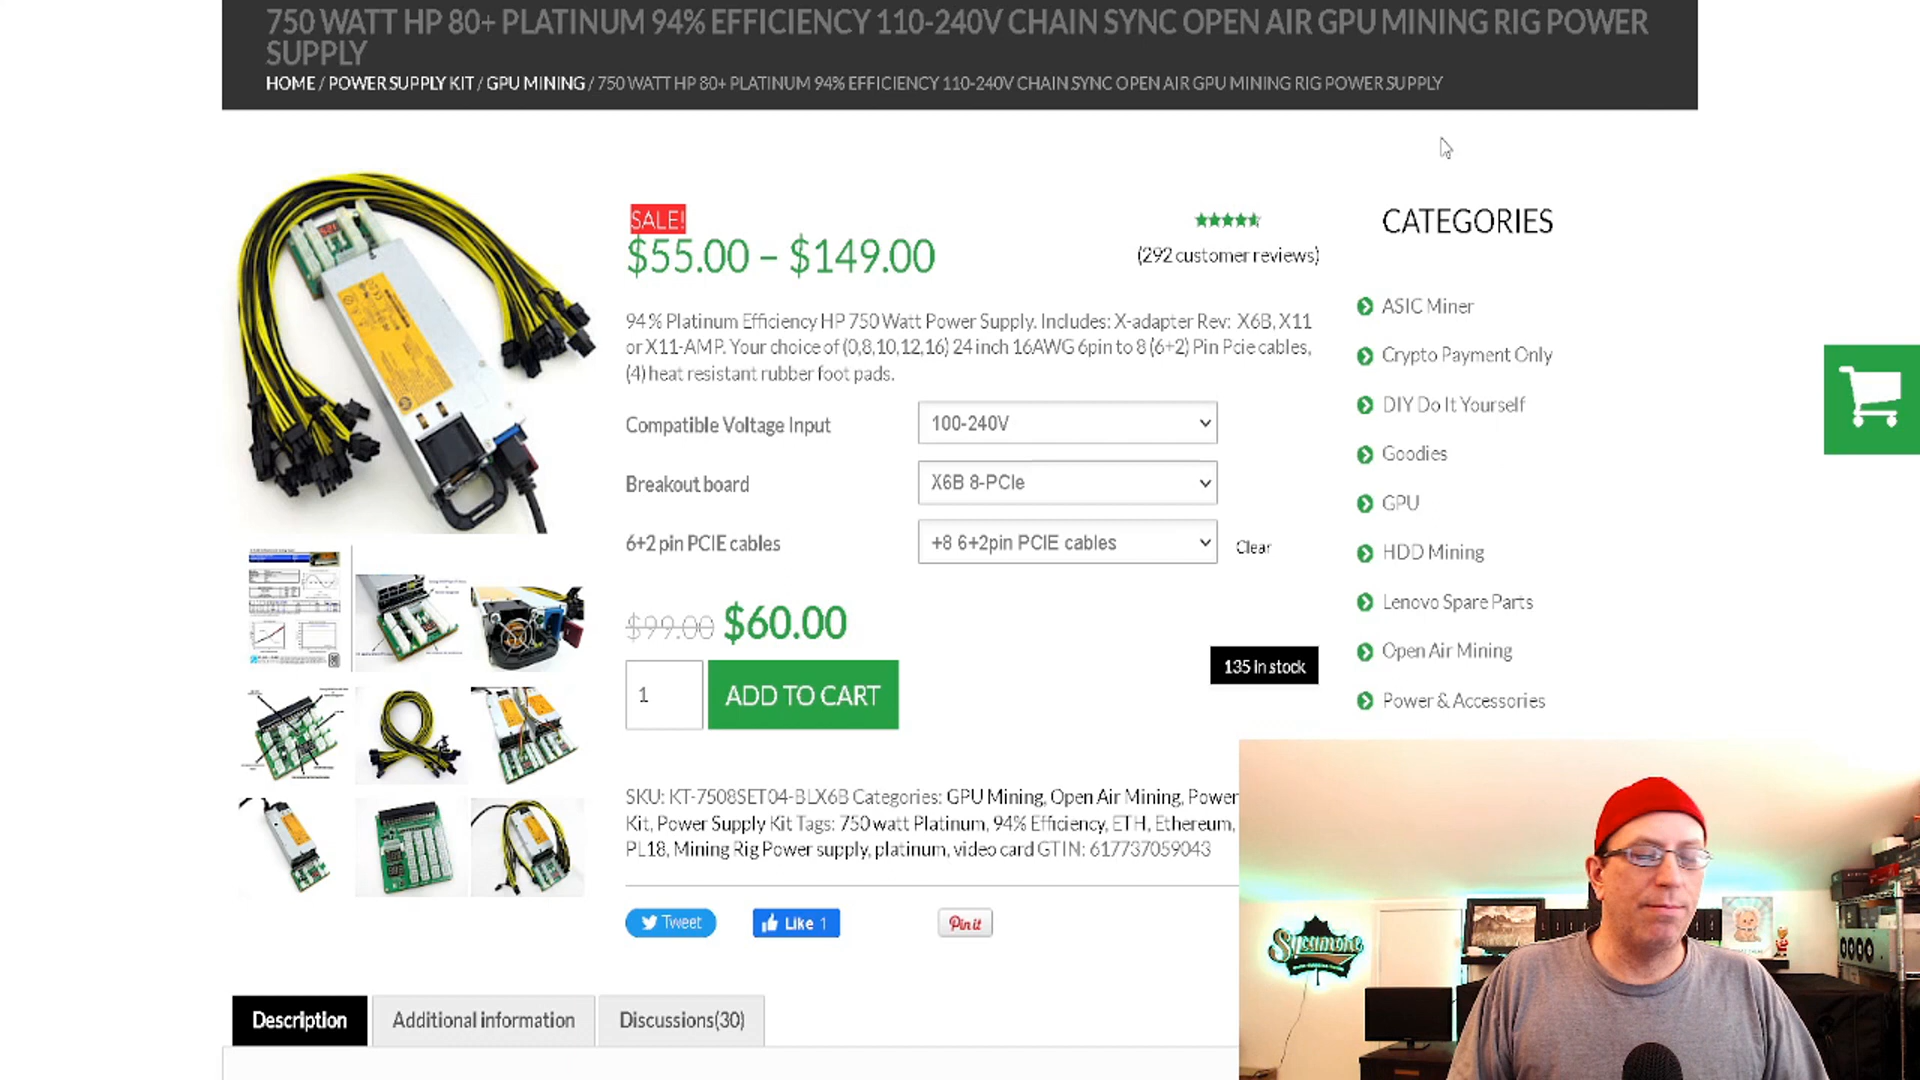 750 WATT HP 80+ PLATINUM 94% EFFICIENCY 110-240V CHAIN SYNC OPEN AIR GPU MINING RIG POWER
SUPPLY
HOME / POWER SUPPLY KIT / GPU MINING / 750 WATT HP 80+ PLATINUM 94% EFFICIENCY 110-240V CHAIN SYNC OPEN AIR GPU MINING RIG POWER SUPPLY
SALE!
$55.00 – $149.00
(292 customer reviews)
94% Platinum Efficiency HP 750 Watt Power Supply. Includes: X-adapter Rev: X6B, X11
or X11-AMP. Your choice of (0,8,10,12,16) 24 inch 16AWG 6pin to 8 (6+2) Pin Pcie cables,
(4) heat resistant rubber foot pads.
Compatible Voltage Input
100-240V
Breakout board
X6B 8-PCIe
6+2 pin PCIE cables
+8 6+2pin PCIE cables
Clear
$99.00 $60.00
135 in stock
1
ADD TO CART
SKU: KT-7508SET04-BLX6B Categories: GPU Mining, Open Air Mining, Power
Kit, Power Supply Kit Tags: 750 watt Platinum, 94% Efficiency, ETH, Ethereum,
PL18, Mining Rig Power supply, platinum, video card GTIN: 617737059043
Tweet
Like 1
Pin it
Description
Additional information
Discussions(30)
CATEGORIES
ASIC Miner
Crypto Payment Only
DIY Do It Yourself
Goodies
GPU
HDD Mining
Lenovo Spare Parts
Open Air Mining
Power & Accessories
Sycamore